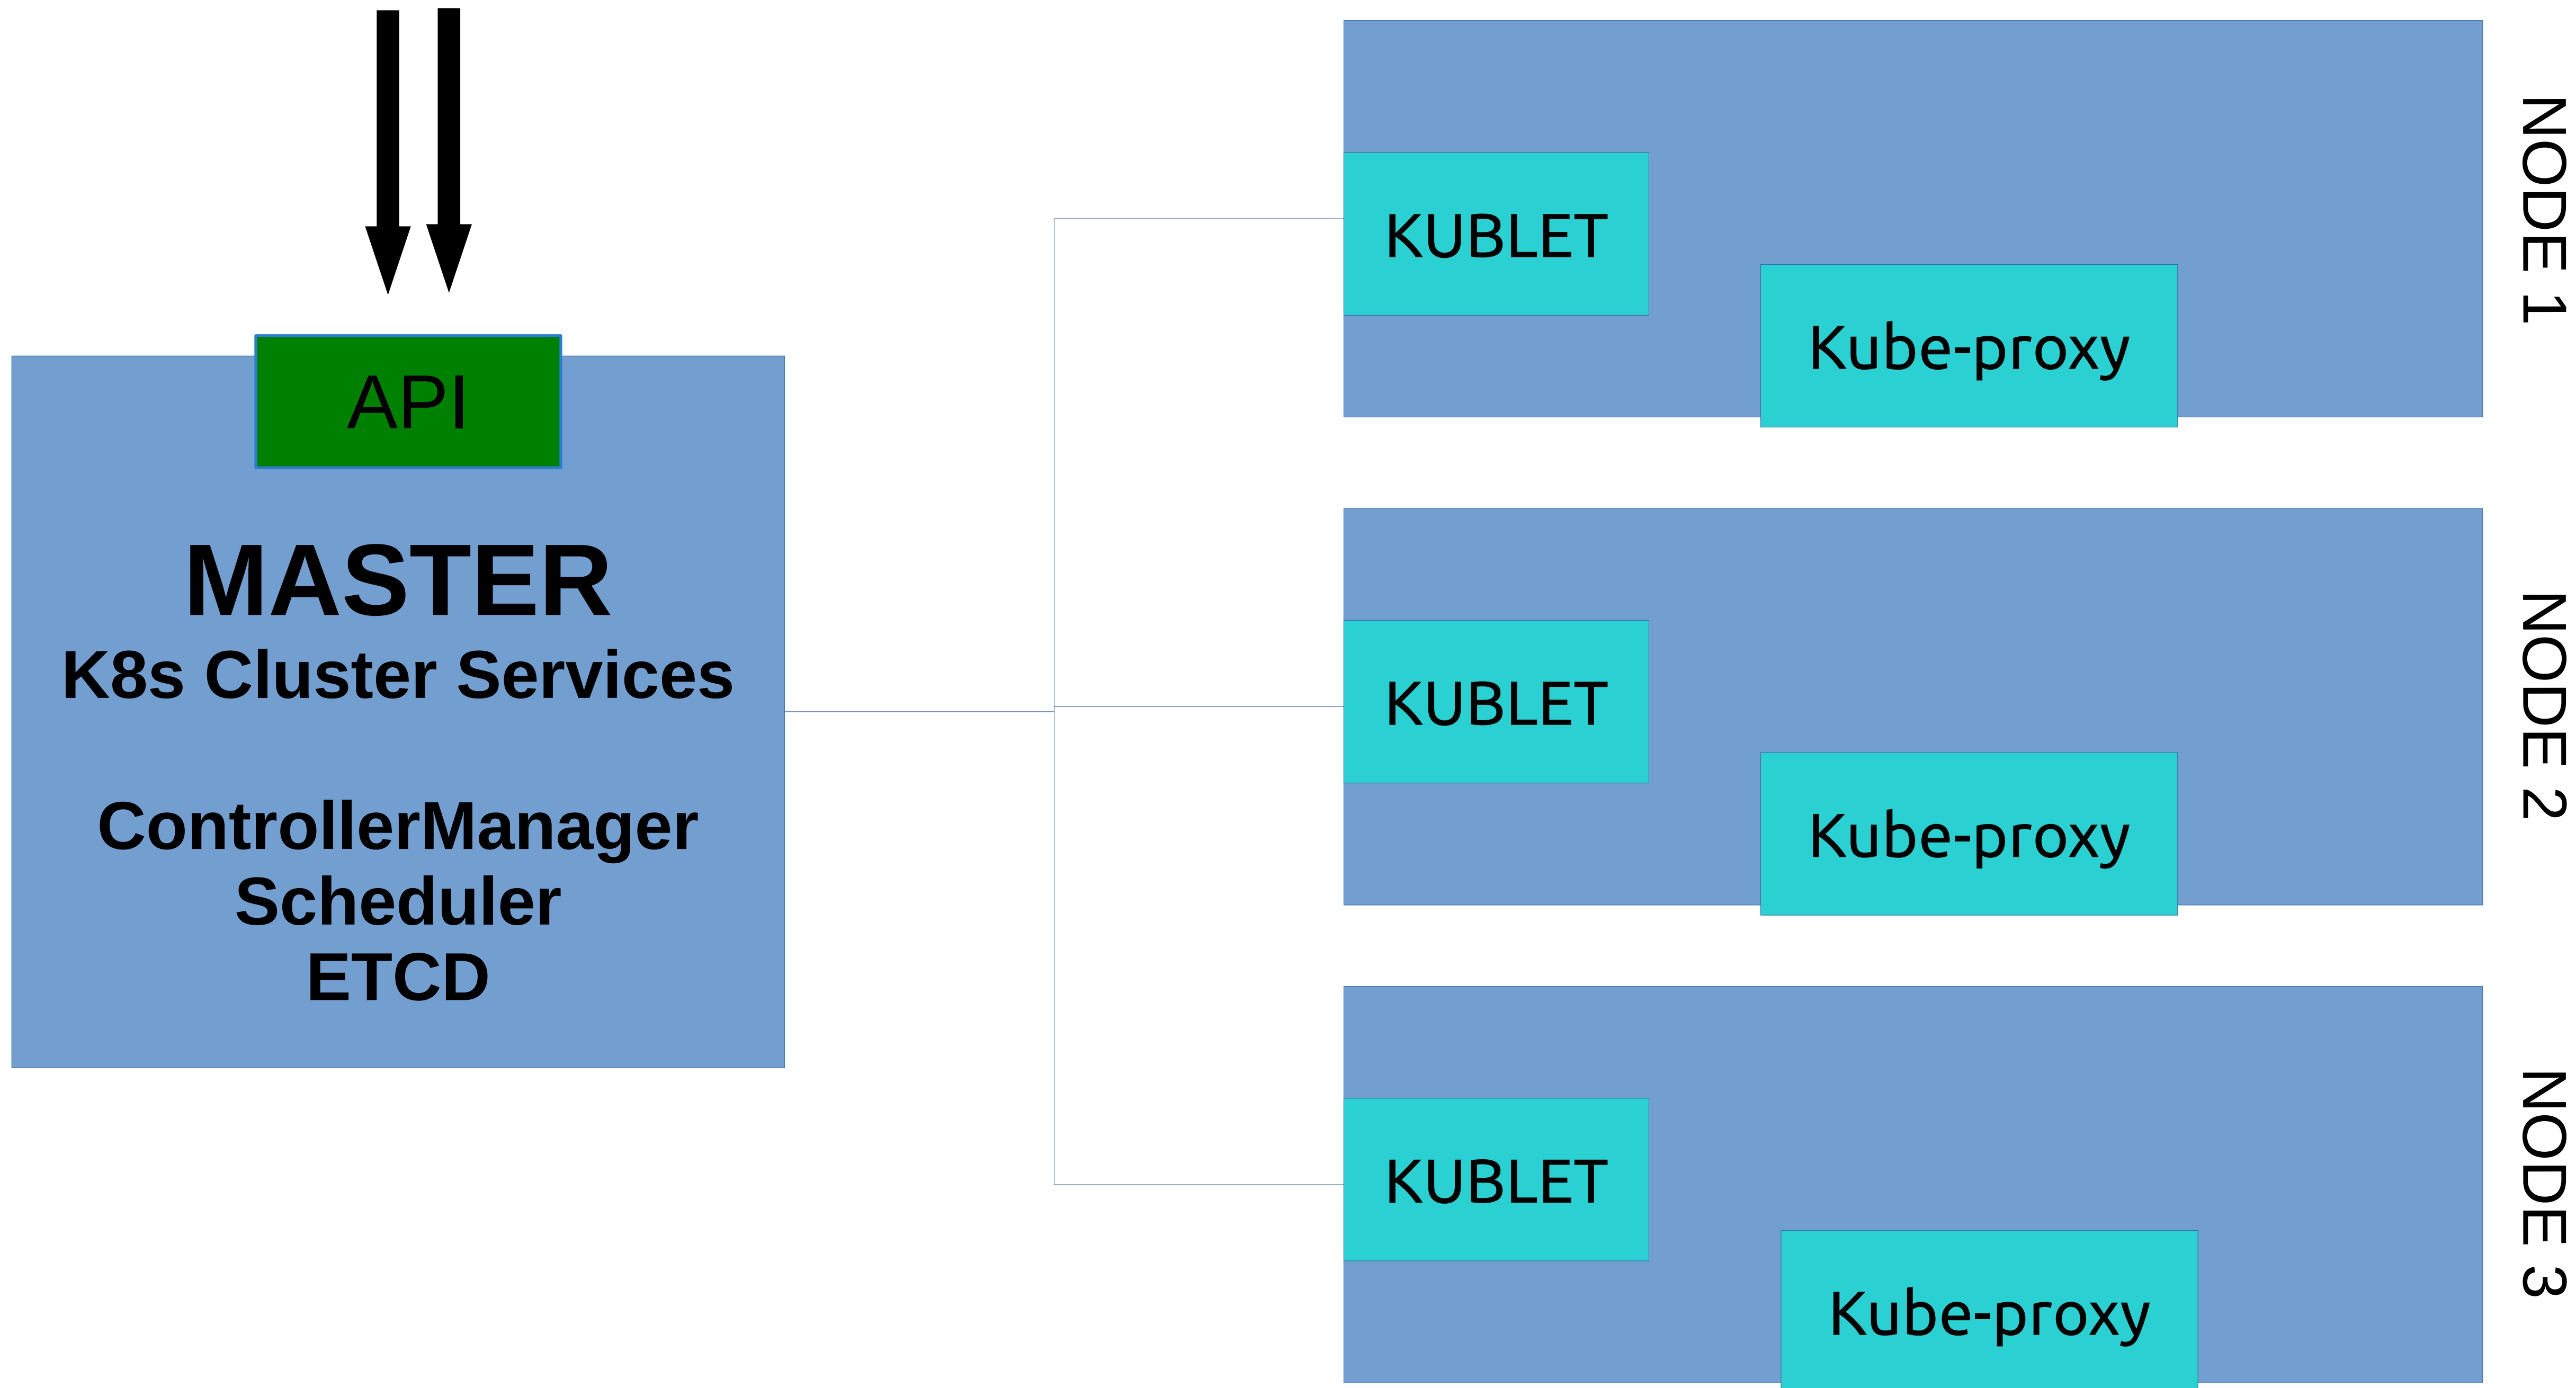 API
MASTER
K8s Cluster Services
ControllerManager
Scheduler
ETCD
KUBLET
Kube-proxy
NODE 1
KUBLET
Kube-proxy
NODE 2
KUBLET
Kube-proxy
NODE 3